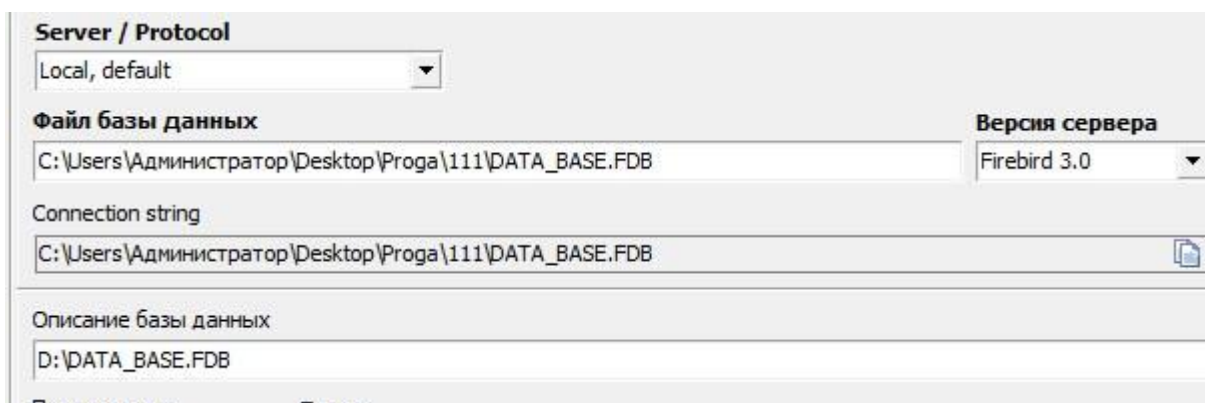 Server / Protocol
Local, default
Файл базы данных
Версия сервера
C:\Users\Администратор\Desktop\Proga\111\DATA_BASE.FDB
Firebird 3.0
Connection string
C:\Users\Администратор\Desktop\Proga\111\DATA_BASE.FDB
Описание базы данных
D:\DATA_BASE.FDB